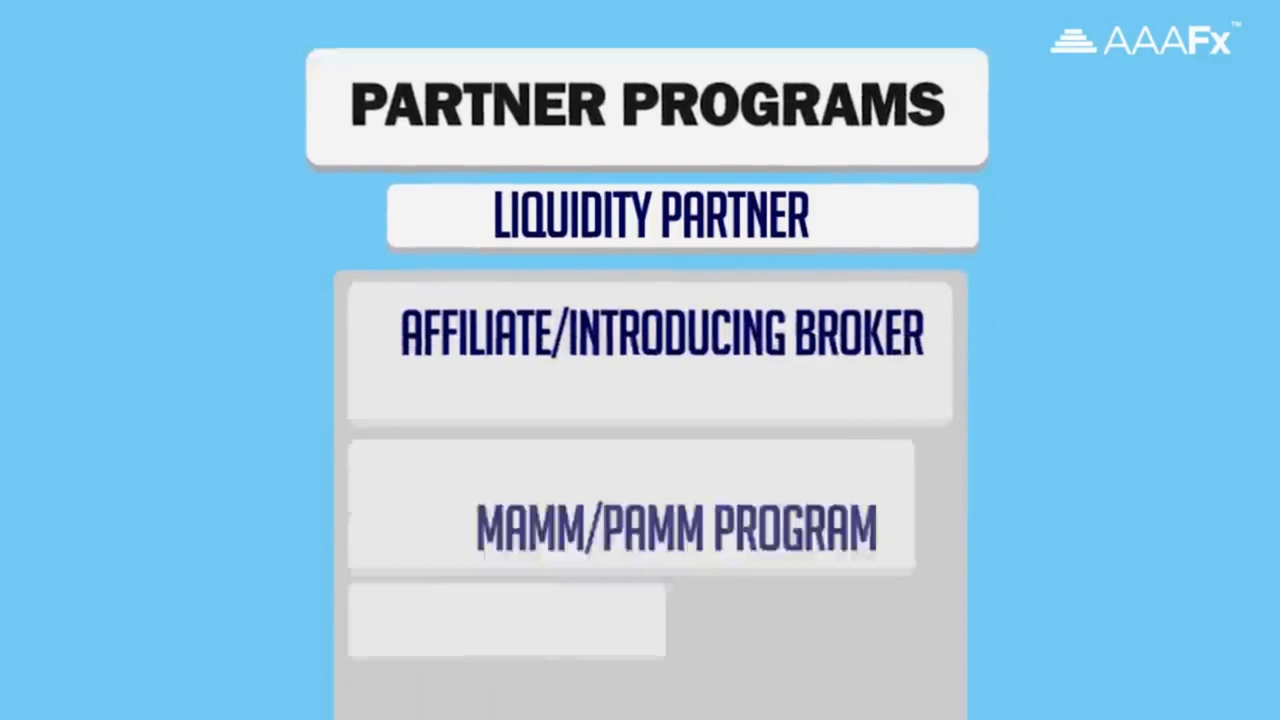 AAAFx™
PARTNER PROGRAMS
LIQUIDITY PARTNER
AFFILIATE/INTRODUCING BROKER
MAMM/PAMM PROGRAM